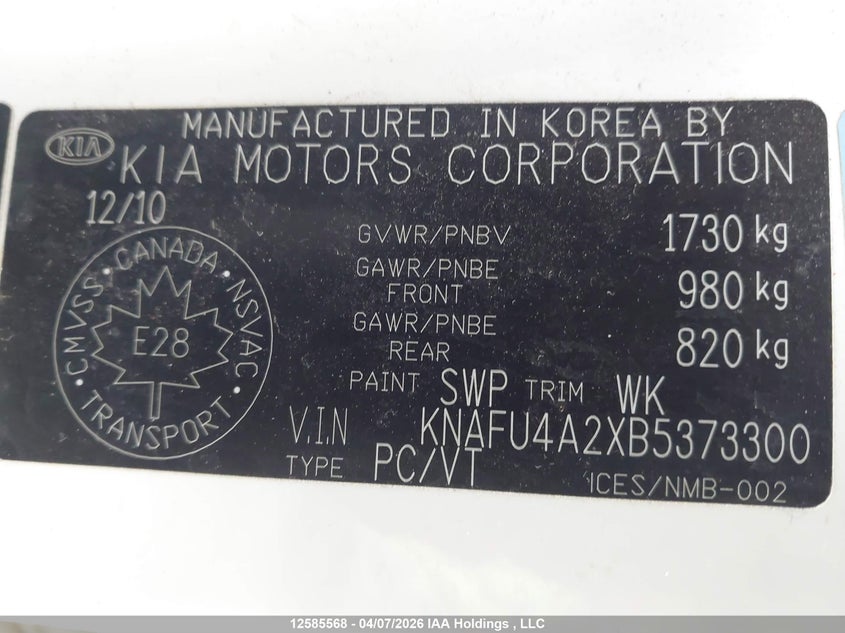 MANUFACTURED IN KOREA BY
KIA KIA MOTORS CORPORATION
12/10
GVWR/PNBV 1730 kg
GAWR/PNBE
FRONT 980 kg
GAWR/PNBE
REAR 820 kg
PAINT SWP TRIM WK
V.I.N KNAFU4A2XB5373300
TYPE PC/VT
ICES/NMB-002
CMVSS · CANADA · NSVAC · TRANSPORT
E28
12585568 - 04/07/2026 IAA Holdings , LLC